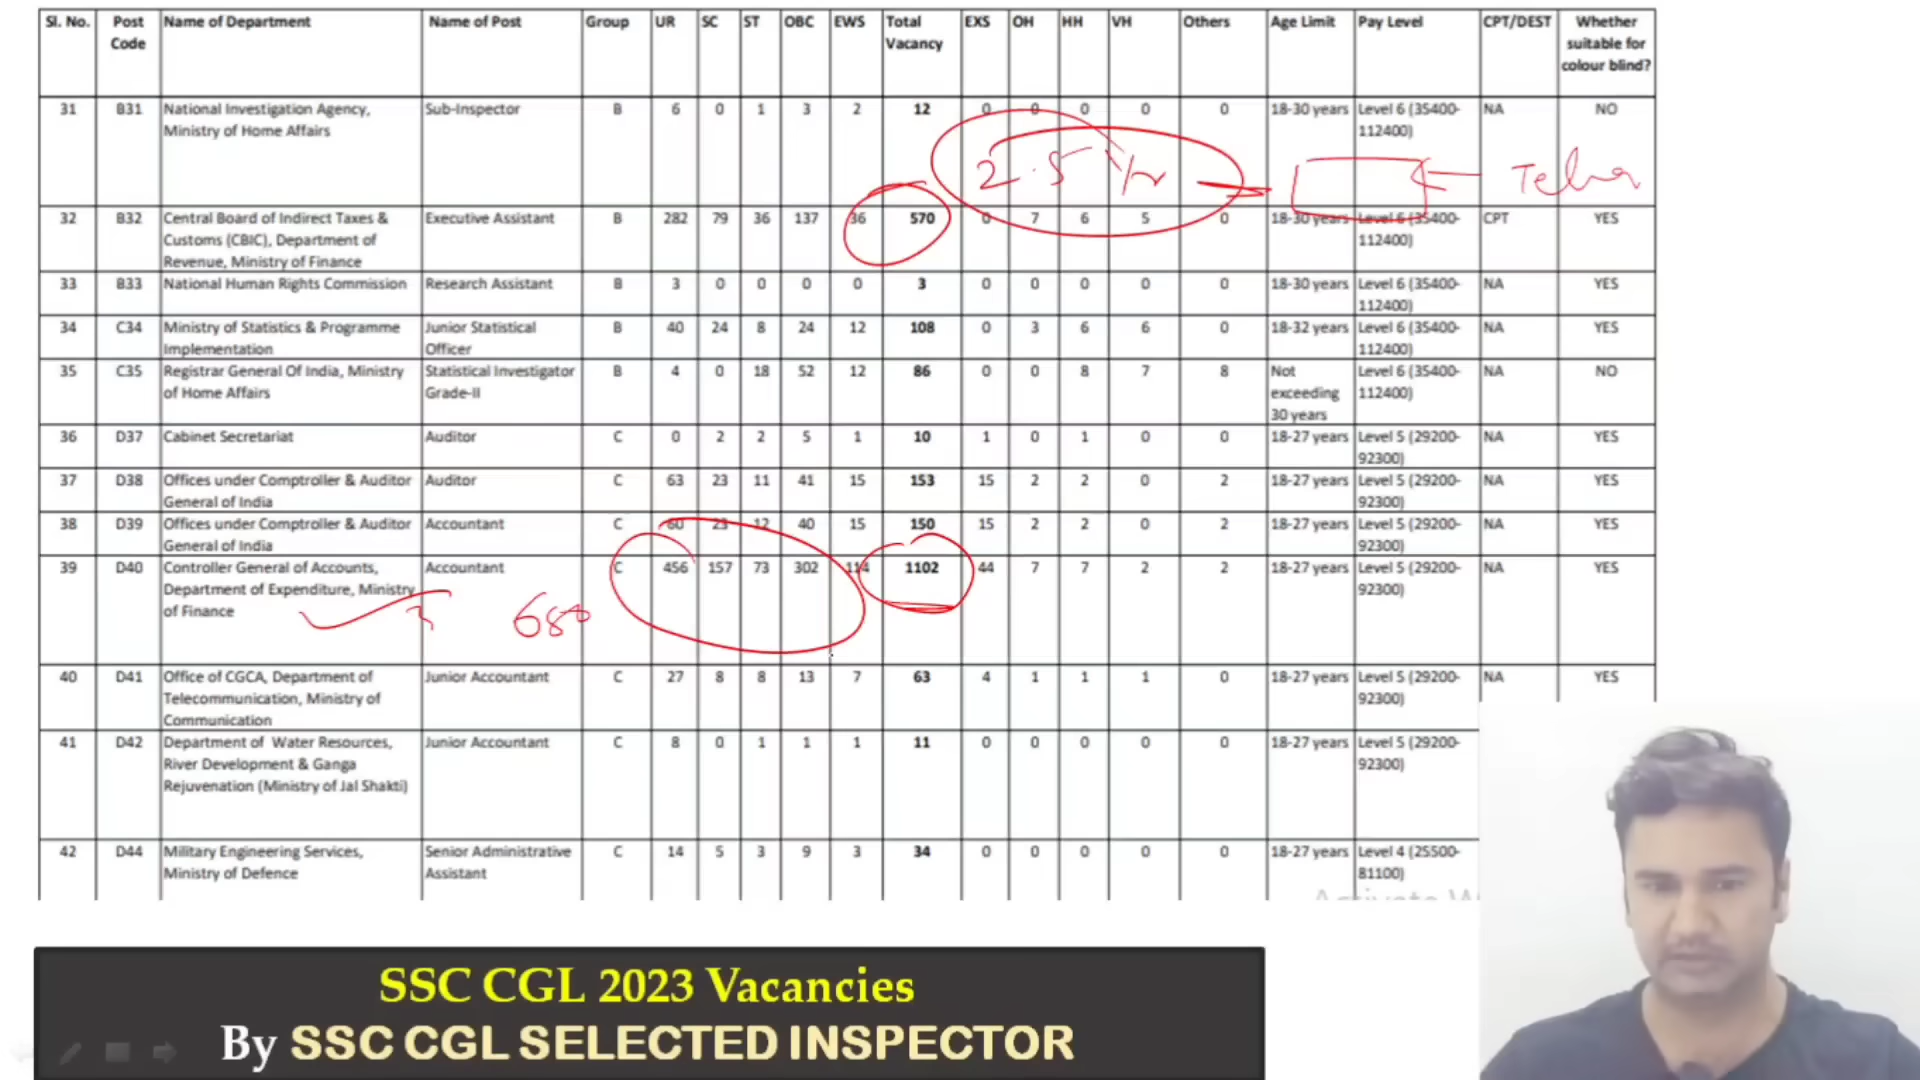 Sl. No. Post Code Name of Department Name of Post Group UR SC ST OBC EWS Total Vacancy EXS OH HH VH Others Age Limit Pay Level CPT/DEST Whether suitable for colour blind?
31 B31 National Investigation Agency, Ministry of Home Affairs Sub-Inspector B 6 0 1 3 2 12 0 0 0 0 0 18-30 years Level 6 (35400-112400) NA NO
2.5
32 B32 Central Board of Indirect Taxes & Customs (CBIC), Department of Revenue, Ministry of Finance Executive Assistant B 282 79 36 137 36 570 0 7 6 5 0 18-30 years Level 6 (35400-112400) CPT YES
33 B33 National Human Rights Commission Research Assistant B 3 0 0 0 0 3 0 0 0 0 0 18-30 years Level 6 (35400-112400) NA YES
34 C34 Ministry of Statistics & Programme Implementation Junior Statistical Officer B 40 24 8 24 12 108 0 3 6 6 0 18-32 years Level 6 (35400-112400) NA YES
35 C35 Registrar General Of India, Ministry of Home Affairs Statistical Investigator Grade-II B 4 0 18 52 12 86 0 0 8 7 8 Not exceeding 30 years Level 6 (35400-112400) NA NO
36 D37 Cabinet Secretariat Auditor C 0 2 2 5 1 10 1 0 1 0 0 18-27 years Level 5 (29200-92300) NA YES
37 D38 Offices under Comptroller & Auditor General of India Auditor C 63 23 11 41 15 153 15 2 2 0 2 18-27 years Level 5 (29200-92300) NA YES
38 D39 Offices under Comptroller & Auditor General of India Accountant C 60 23 12 40 15 150 15 2 2 0 2 18-27 years Level 5 (29200-92300) NA YES
39 D40 Controller General of Accounts, Department of Expenditure, Ministry of Finance Accountant C 456 157 73 302 114 1102 44 7 7 2 2 18-27 years Level 5 (29200-92300) NA YES
40 D41 Office of CGCA, Department of Telecommunication, Ministry of Communication Junior Accountant C 27 8 8 13 7 63 4 1 1 1 0 18-27 years Level 5 (29200-92300) NA YES
41 D42 Department of Water Resources, River Development & Ganga Rejuvenation (Ministry of Jal Shakti) Junior Accountant C 8 0 1 1 1 11 0 0 0 0 0 18-27 years Level 5 (29200-92300)
42 D44 Military Engineering Services, Ministry of Defence Senior Administrative Assistant C 14 5 3 9 3 34 0 0 0 0 0 18-27 years Level 4 (25500-81100)
SSC CGL 2023 Vacancies
By SSC CGL SELECTED INSPECTOR